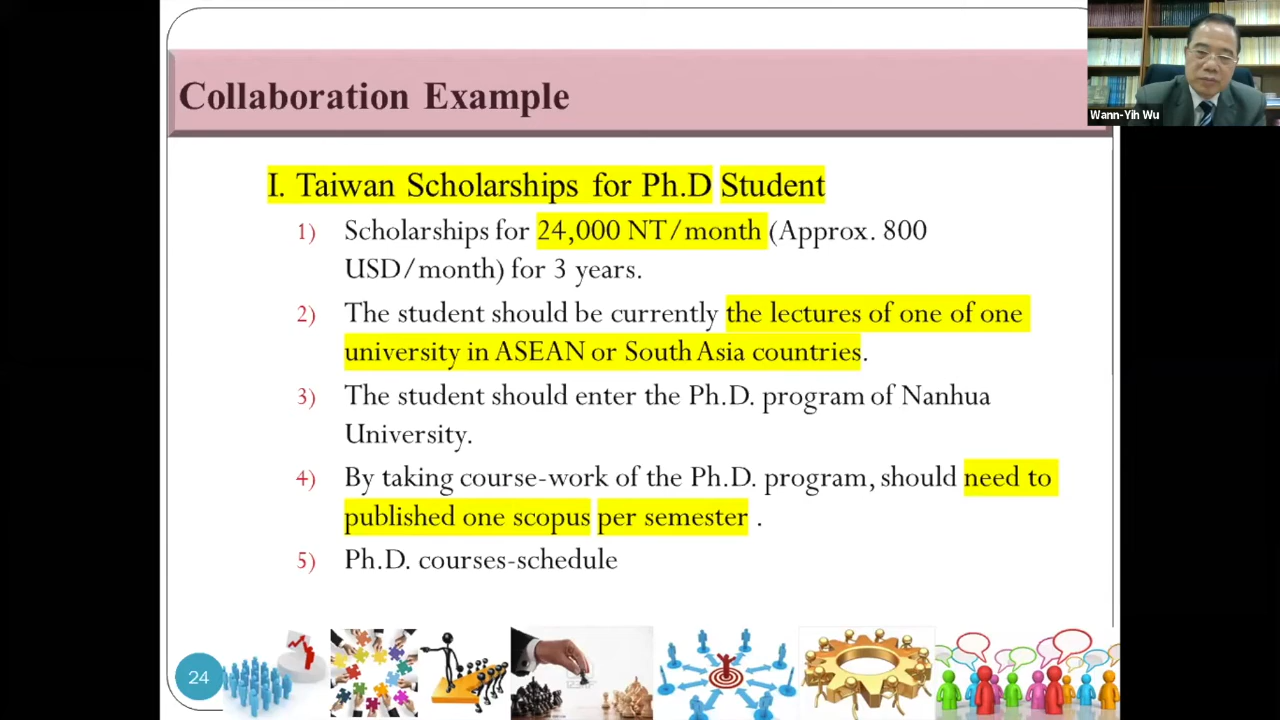 Collaboration Example
Wann-Yih Wu
I. Taiwan Scholarships for Ph.D Student
1) Scholarships for 24,000 NT/month (Approx. 800
USD/month) for 3 years.
2) The student should be currently the lectures of one of one
university in ASEAN or South Asia countries.
3) The student should enter the Ph.D. program of Nanhua
University.
4) By taking course-work of the Ph.D. program, should need to
published one scopus per semester .
5) Ph.D. courses-schedule
24